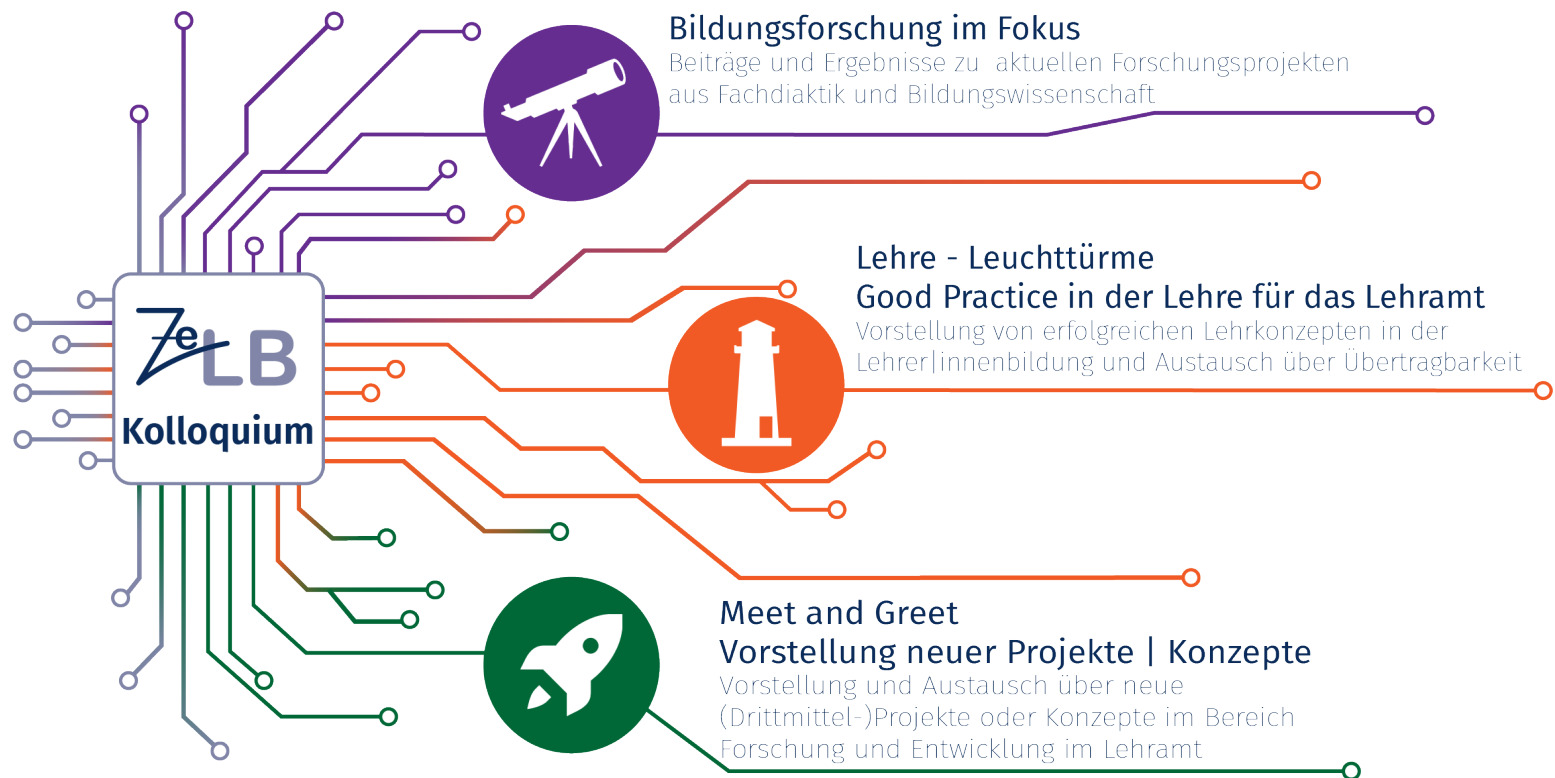 Bildungsforschung im Fokus
Beiträge und Ergebnisse zu aktuellen Forschungsprojekten
aus Fachdiaktik und Bildungswissenschaft
Lehre - Leuchttürme
Good Practice in der Lehre für das Lehramt
Vorstellung von erfolgreichen Lehrkonzepten in der
Lehrer|innenbildung und Austausch über Übertragbarkeit
ZeLB
Kolloquium
Meet and Greet
Vorstellung neuer Projekte | Konzepte
Vorstellung und Austausch über neue
(Drittmittel-)Projekte oder Konzepte im Bereich
Forschung und Entwicklung im Lehramt